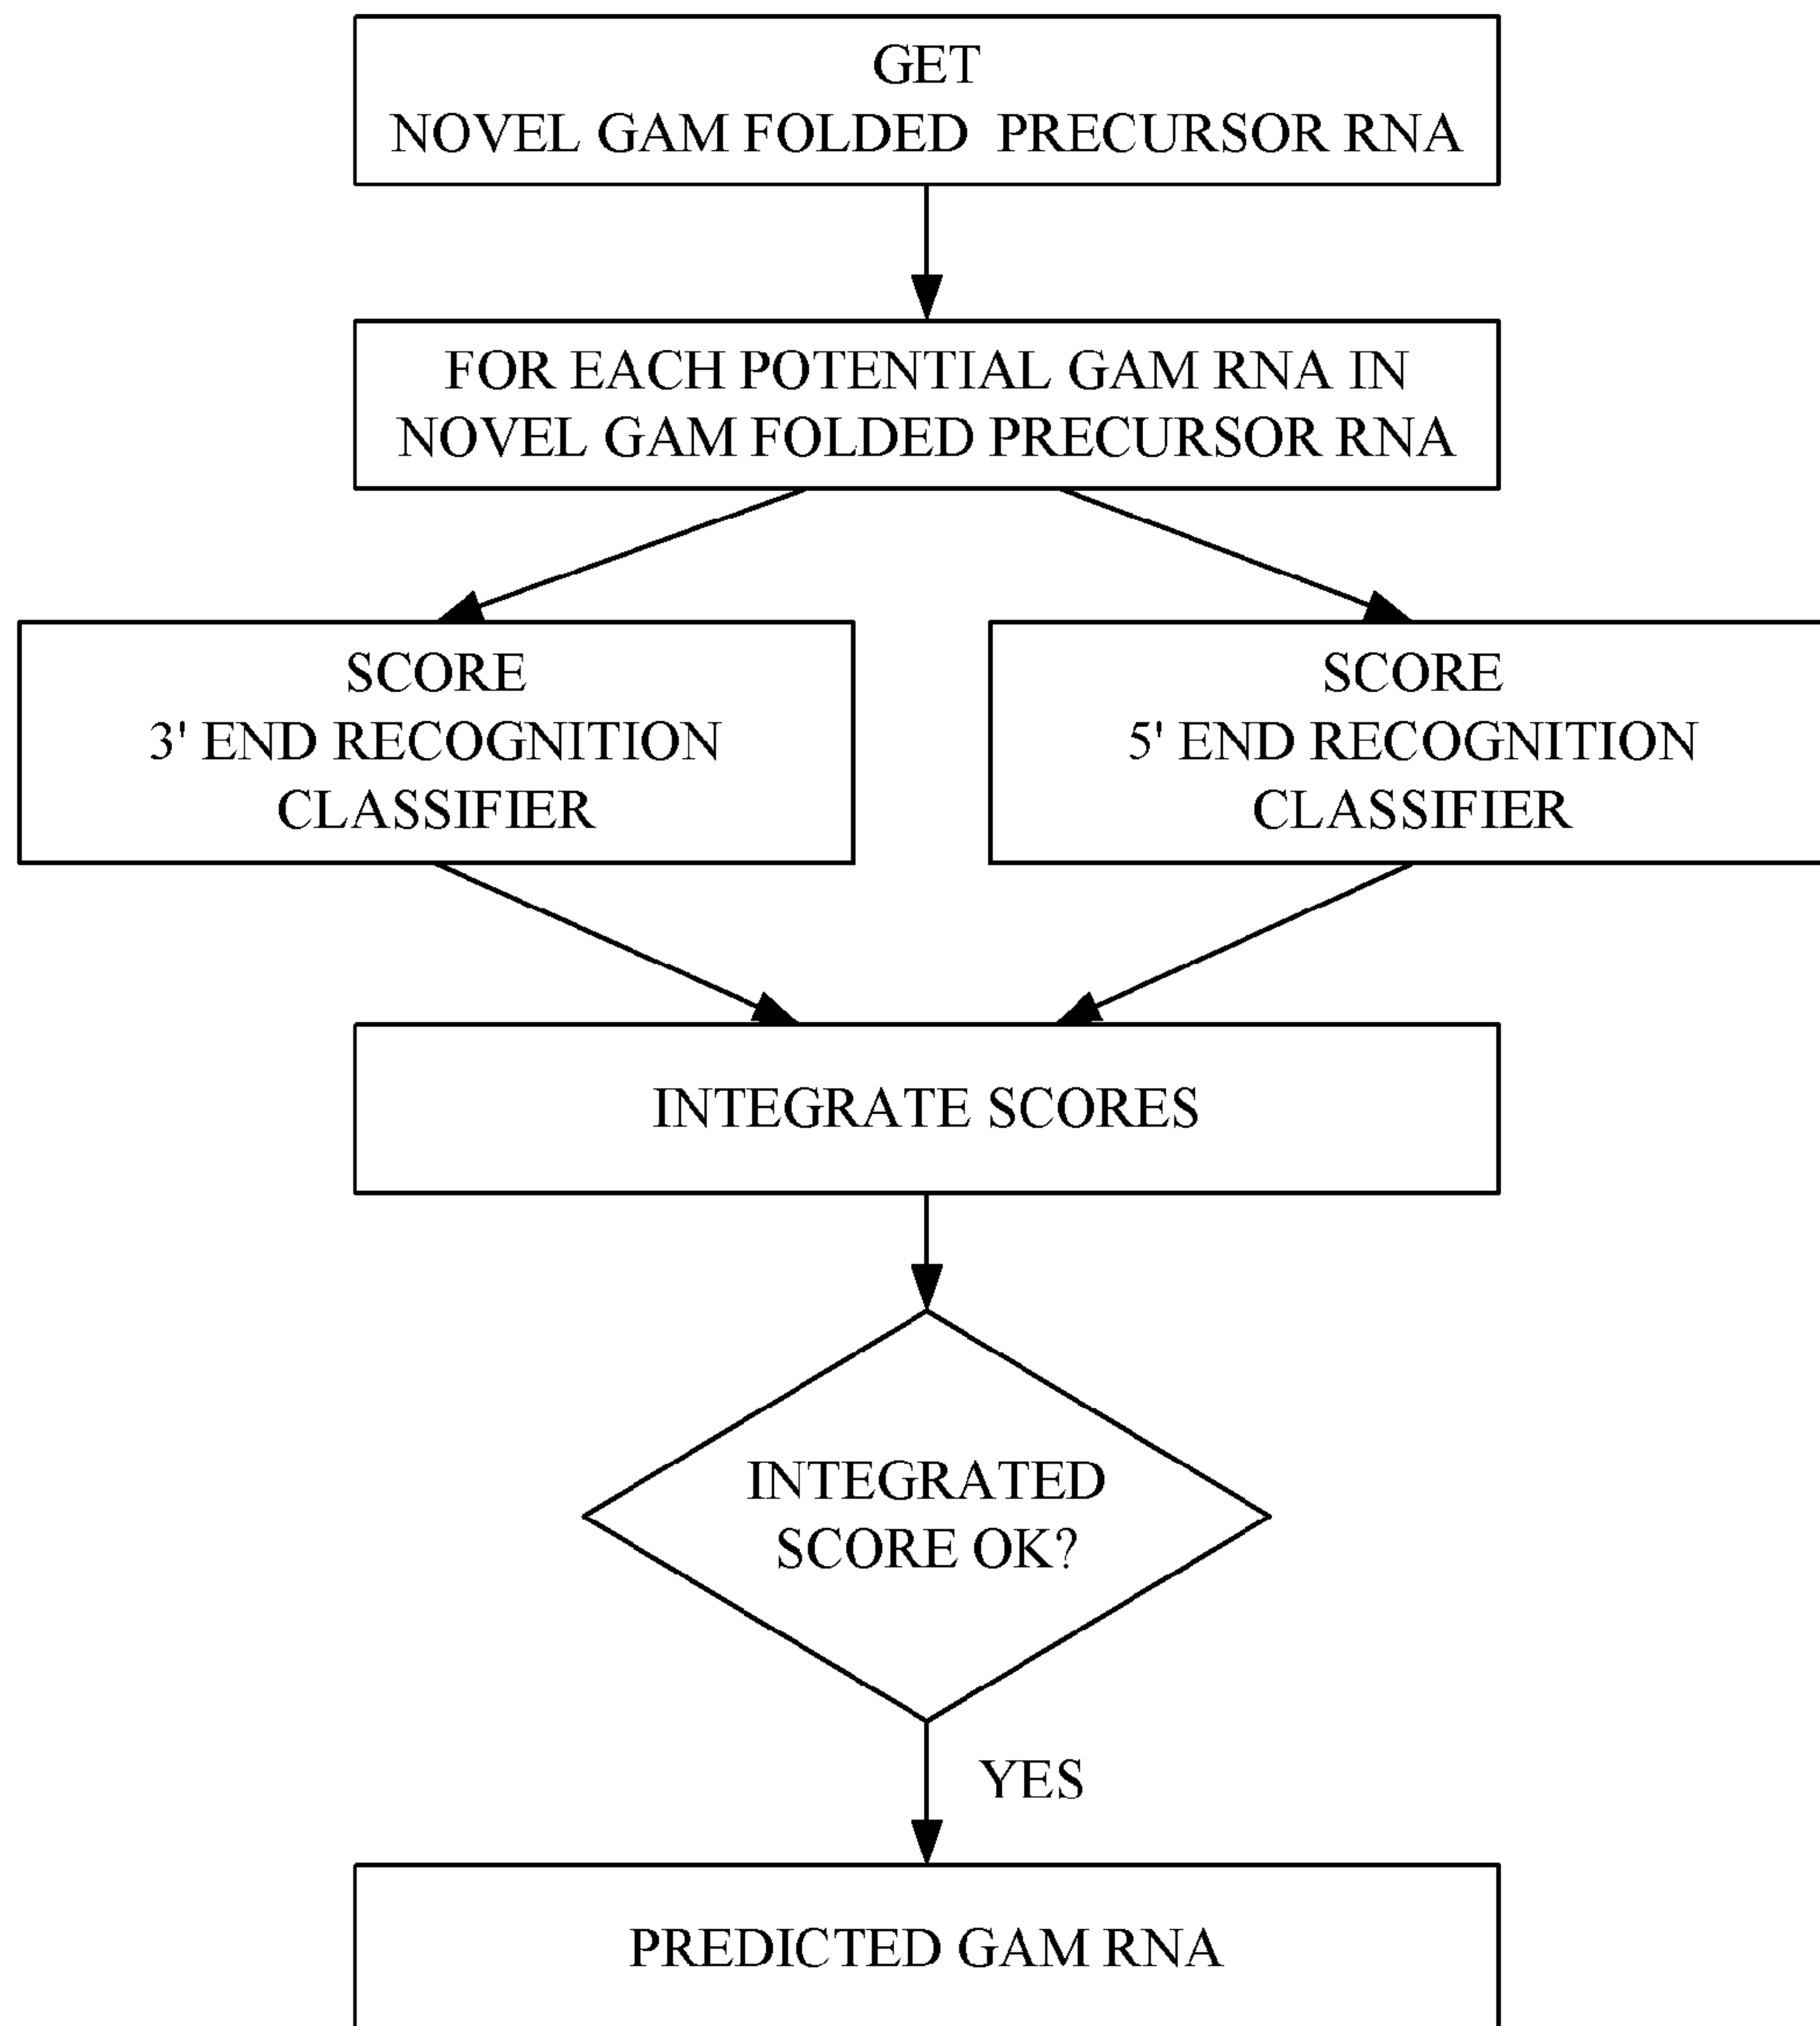 GET
NOVEL GAM FOLDED PRECURSOR RNA
FOR EACH POTENTIAL GAM RNA IN
NOVEL GAM FOLDED PRECURSOR RNA
SCORE
3' END RECOGNITION
CLASSIFIER
SCORE
5' END RECOGNITION
CLASSIFIER
INTEGRATE SCORES
INTEGRATED
SCORE OK?
YES
PREDICTED GAM RNA